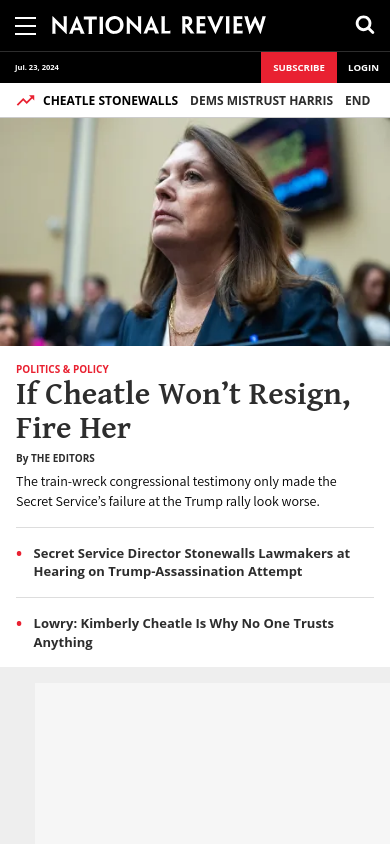 NATIONAL REVIEW
Jul. 23, 2024
SUBSCRIBE
LOGIN
CHEATLE STONEWALLS DEMS MISTRUST HARRIS END
POLITICS & POLICY
If Cheatle Won’t Resign,
Fire Her
By THE EDITORS
The train-wreck congressional testimony only made the
Secret Service’s failure at the Trump rally look worse.
• Secret Service Director Stonewalls Lawmakers at
Hearing on Trump-Assassination Attempt
• Lowry: Kimberly Cheatle Is Why No One Trusts
Anything